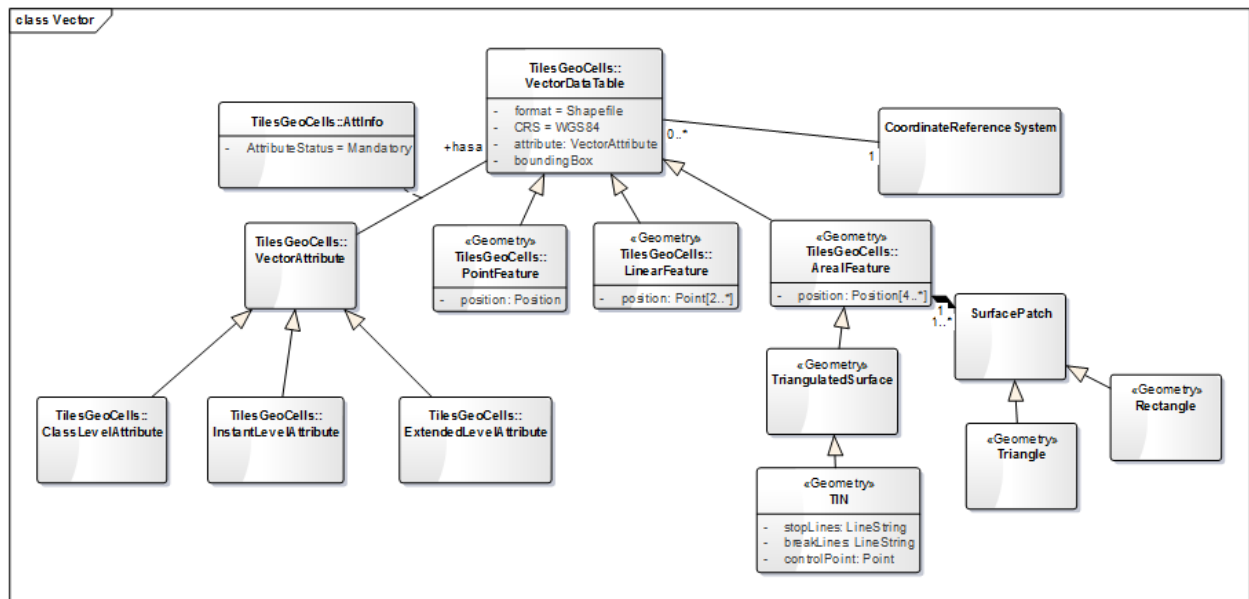 class Vector
TilesGeoCells::
VectorDataTable
- format = Shapefile
- CRS = WGS84
- attribute: VectorAttribute
- boundingBox
TilesGeoCells::AttInfo
- AttributeStatus = Mandatory
+hasa
0..*
1
CoordinateReferenceSystem
TilesGeoCells::
VectorAttribute
«Geometry»
TilesGeoCells::
PointFeature
- position: Position
«Geometry»
TilesGeoCells::
LinearFeature
- position: Point[2..*]
«Geometry»
TilesGeoCells::
ArealFeature
- position: Position[4..*]
1
1..*
SurfacePatch
«Geometry»
TriangulatedSurface
«Geometry»
Rectangle
TilesGeoCells::
ClassLevelAttribute
TilesGeoCells::
InstantLevelAttribute
TilesGeoCells::
ExtendedLevelAttribute
«Geometry»
Triangle
«Geometry»
TIN
- stopLines: LineString
- breakLines: LineString
- controlPoint: Point